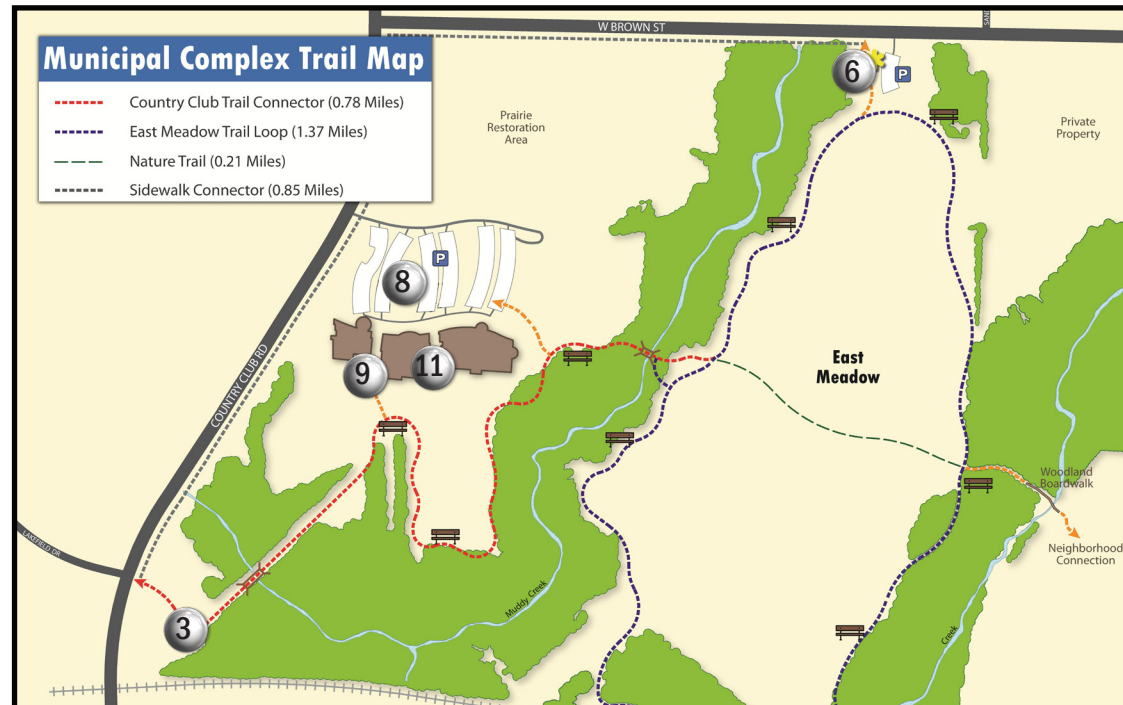 W BROWN ST
SAN
Municipal Complex Trail Map
Country Club Trail Connector (0.78 Miles)
East Meadow Trail Loop (1.37 Miles)
Nature Trail (0.21 Miles)
Sidewalk Connector (0.85 Miles)
6
P
Prairie
Restoration
Area
Private
Property
P
8
COUNTRY CLUB RD
9
11
East
Meadow
Woodland
Boardwalk
LAKEFIELD DR
Neighborhood
Connection
Muddy Creek
Creek
3